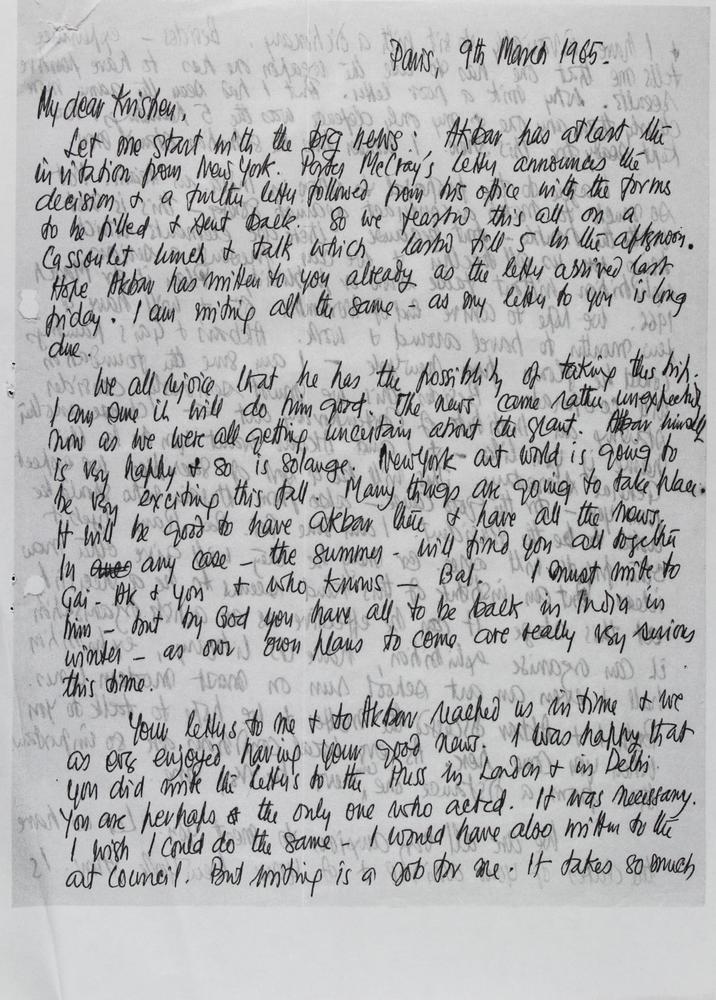 Paris, 9th March 1965-
My dear Krishen,
Let me start with the big news: Akbar has at last the
invitation from New York. Porter McCray's letter announces the
decision & a further letter followed from his office with the forms
to be filled & sent back. So we feasted this all on a
Cassoulet lunch & talk which lasted till 5 in the afternoon.
Hope Akbar has written to you already as the letter arrived last
friday. I am writing all the same - as my letter to you is long
due.
We all rejoice that he has the possibility of taking this trip.
I am sure it will do him good. The news came rather unexpectedly
now as we were all getting uncertain about the grant. Akbar himself
is very happy & so is Solange. New York art world is going to
be very exciting this fall. Many things are going to take place.
It will be good to have Akbar there & have all the news.
In any case - the summer - will find you all together
Gai - Ak & you & who knows - Bal. I must write to
him - but by God you have all to be back in India in
winter - as our own plans to come are really very serious
this time.
Your letters to me & to Akbar reached us in time & we
as ever enjoyed having your good news. I was happy that
you did write the letters to the Press in London & in Delhi.
You are perhaps the only one who acted. It was necessary.
I wish I could do the same - I would have also written to the
art Council. But writing is a job for me. It takes so much